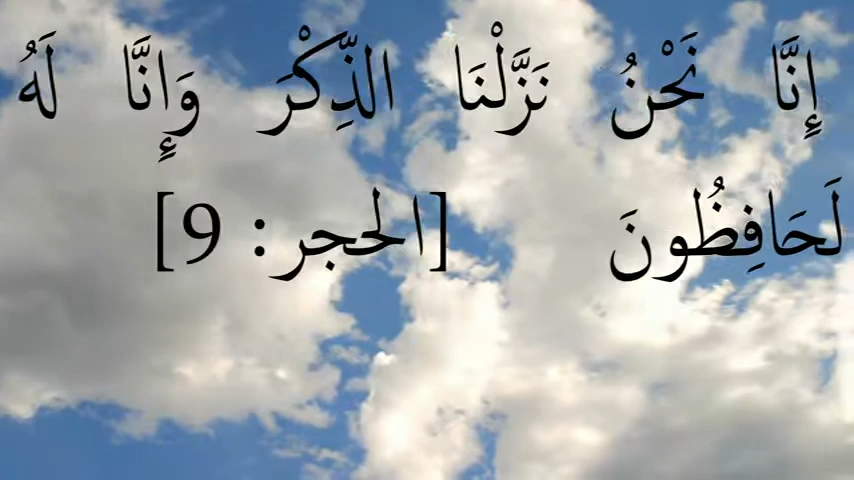 إِنَّا نَحْنُ نَزَّلْنَا الذِّكْرَ وَإِنَّا لَهُ
لَحَافِظُونَ [الحجر: 9]